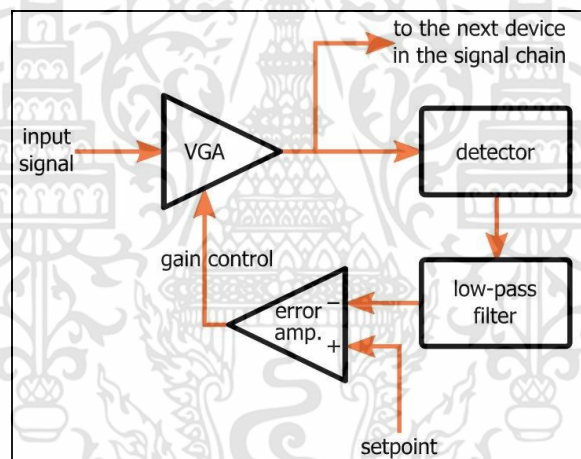 to the next device
in the signal chain
input
signal
VGA
detector
gain control
low-pass
filter
error
amp.
−
+
setpoint